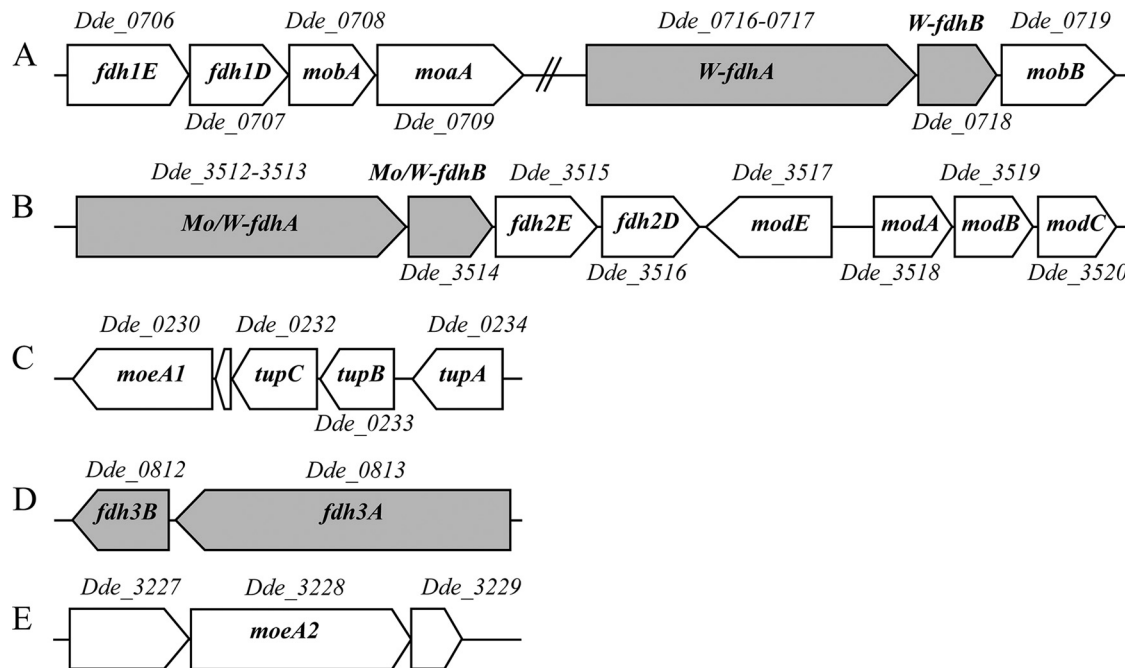 Dde_0706 Dde_0708 Dde_0716-0717 W-fdhB Dde_0719
A fdh1E fdh1D mobA moaA W-fdhA mobB
Dde_0707 Dde_0709 Dde_0718
Dde_3512-3513 Mo/W-fdhB Dde_3515 Dde_3517 Dde_3519
B Mo/W-fdhA fdh2E fdh2D modE modA modB modC
Dde_3514 Dde_3516 Dde_3518 Dde_3520
Dde_0230 Dde_0232 Dde_0234
C moeA1 tupC tupB tupA
Dde_0233
Dde_0812 Dde_0813
D fdh3B fdh3A
Dde_3227 Dde_3228 Dde_3229
E moeA2